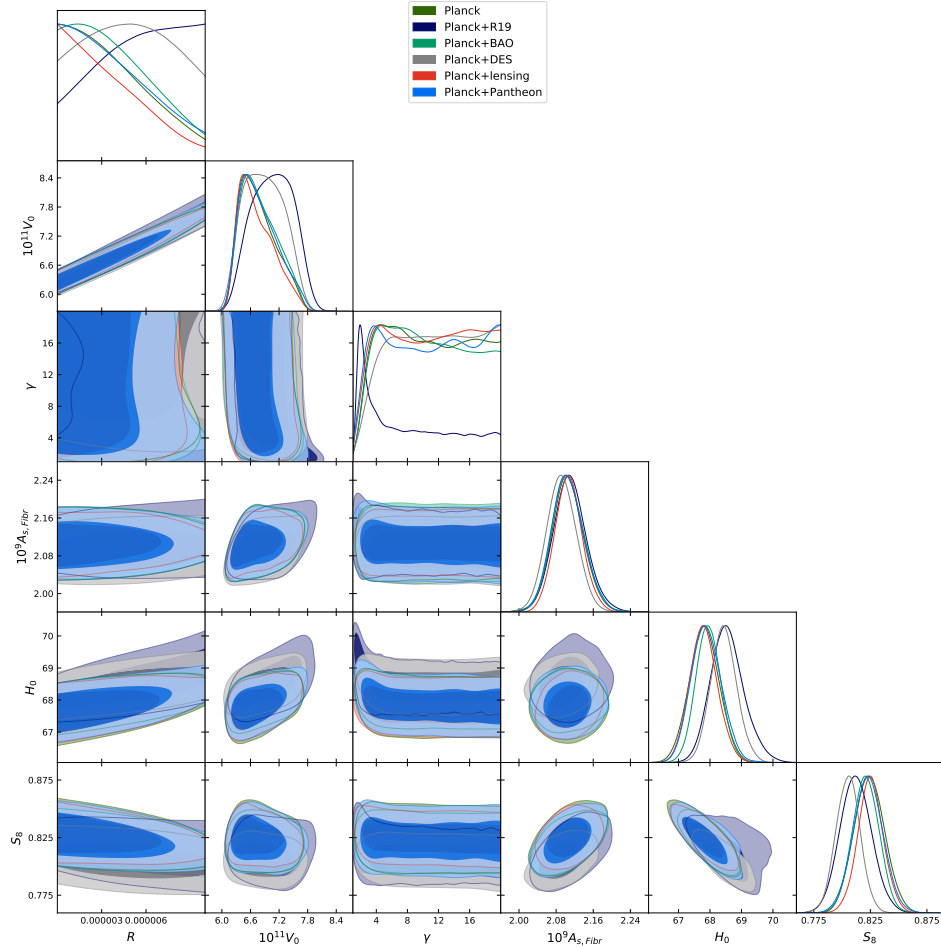 Planck
Planck+R19
Planck+BAO
Planck+DES
Planck+lensing
Planck+Pantheon
8.4
7.8
7.2
6.6
6.0
10¹¹V₀
16
12
8
4
γ
2.24
2.16
2.08
2.00
10⁹A_{s,Fibr}
70
69
68
67
H₀
0.875
0.825
0.775
S₈
0.000003 0.000006
6.0 6.6 7.2 7.8 8.4
4 8 12 16
2.00 2.08 2.16 2.24
67 68 69 70
0.775 0.825 0.875
R 10¹¹V₀ γ 10⁹A_{s,Fibr} H₀ S₈